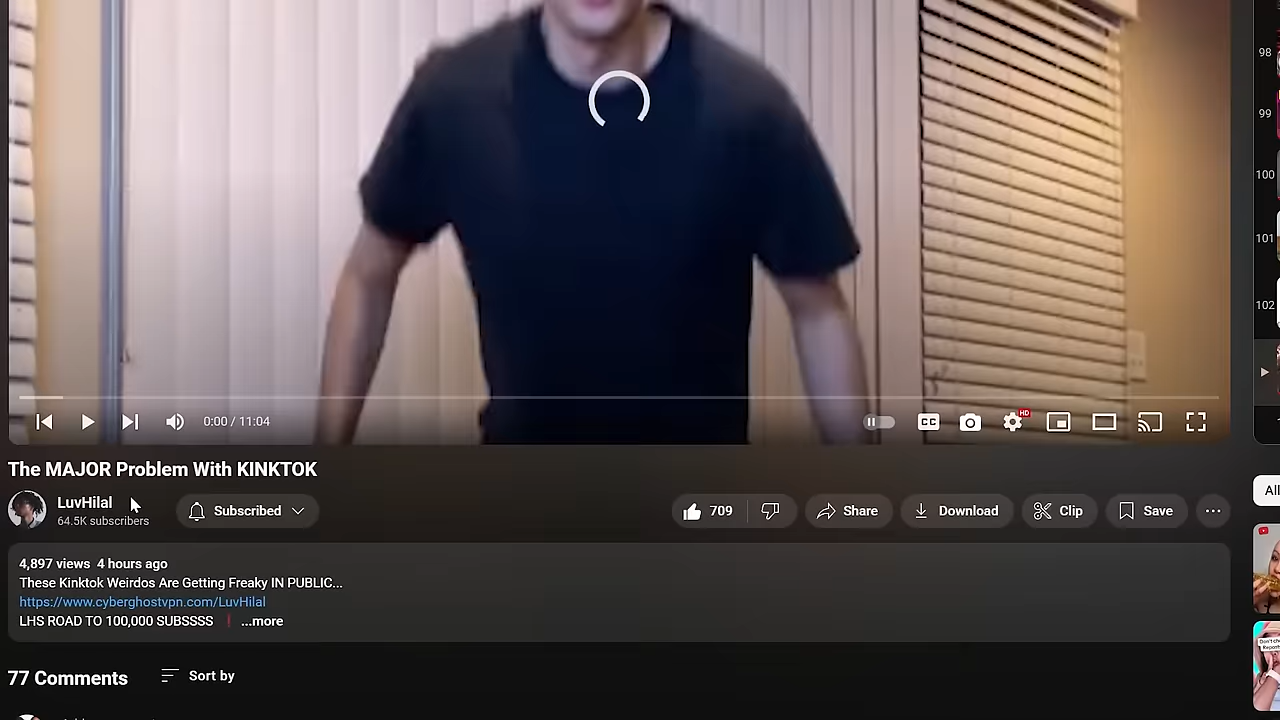 98
99
100
101
102
0:00 / 11:04
CC
HD
The MAJOR Problem With KINKTOK
LuvHilal
64.5K subscribers
Subscribed
709
Share
Download
Clip
Save
All
4,897 views 4 hours ago
These Kinktok Weirdos Are Getting Freaky IN PUBLIC...
https://www.cyberghostvpn.com/LuvHilal
LHS ROAD TO 100,000 SUBSSSS ❗ ...more
77 Comments
Sort by